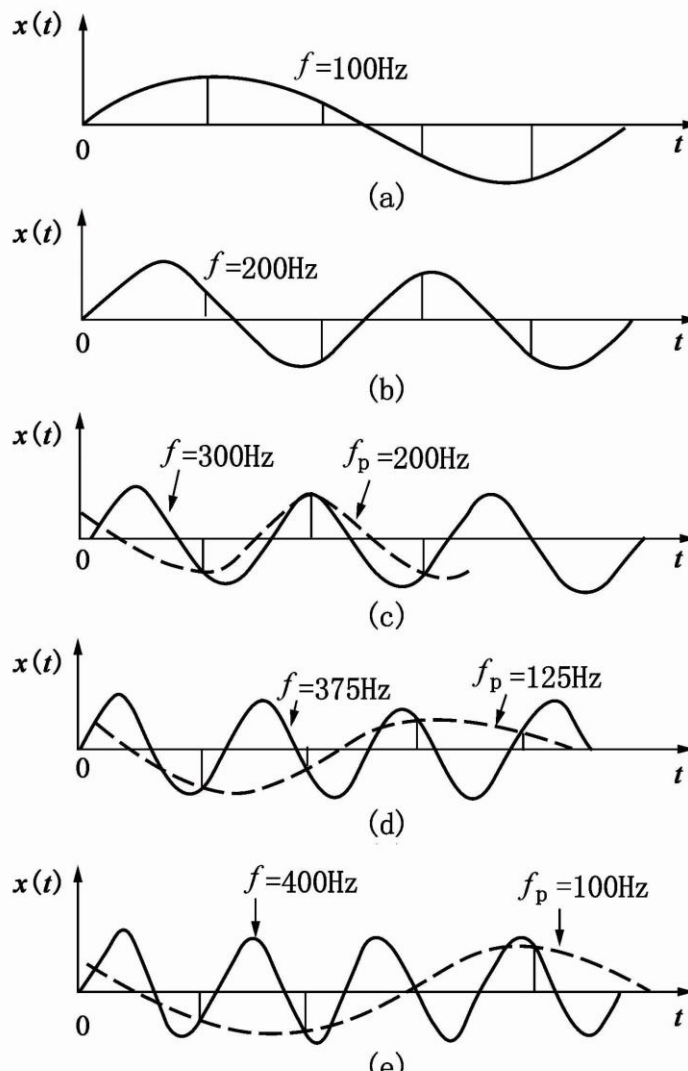 x(t)
f=100Hz
0
t
(a)
x(t)
f=200Hz
0
t
(b)
x(t)
f=300Hz
fp=200Hz
0
t
(c)
x(t)
f=375Hz
fp=125Hz
0
t
(d)
x(t)
f=400Hz
fp=100Hz
0
t
(e)